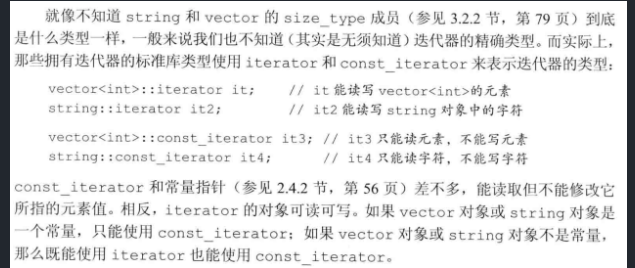 就像不知道 string 和 vector 的 size_type 成员（参见 3.2.2 节，第 79 页）到底
是什么类型一样，一般来说我们也不知道（其实是无须知道）迭代器的精确类型。而实际上，
那些拥有迭代器的标准库类型使用 iterator 和 const_iterator 来表示迭代器的类型：
vector<int>::iterator it; // it 能读写 vector<int>的元素
string::iterator it2; // it2 能读写 string 对象中的字符
vector<int>::const_iterator it3; // it3 只能读元素，不能写元素
string::const_iterator it4; // it4 只能读字符，不能写字符
const_iterator 和常量指针（参见 2.4.2 节，第 56 页）差不多，能读取但不能修改它
所指的元素值。相反，iterator 的对象可读可写。如果 vector 对象或 string 对象是
一个常量，只能使用 const_iterator；如果 vector 对象或 string 对象不是常量，
那么既能使用 iterator 也能使用 const_iterator。